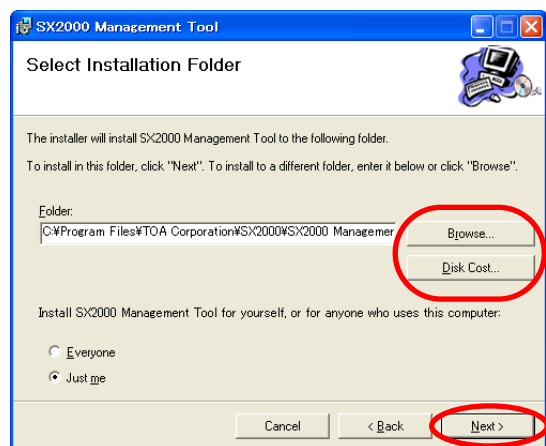 SX2000 Management Tool
Select Installation Folder
The installer will install SX2000 Management Tool to the following folder.
To install in this folder, click "Next". To install to a different folder, enter it below or click "Browse".
Folder:
C:¥Program Files¥TOA Corporation¥SX2000¥SX2000 Managemer
Browse...
Disk Cost...
Install SX2000 Management Tool for yourself, or for anyone who uses this computer:
Everyone
Just me
Cancel
< Back
Next >